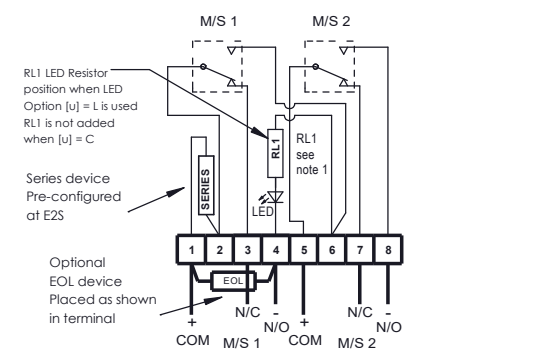 M/S 1
M/S 2
RL1 LED Resistor
position when LED
Option [u] = L is used
RL1 is not added
when [u] = C
RL1
RL1
see
note 1
Series device
Pre-configured
at E2S
SERIES
LED
1 2 3 4 5 6 7 8
Optional
EOL device
Placed as shown
in terminal
EOL
+
COM
N/C
M/S 1
-
N/O
+
COM
N/C
M/S 2
-
N/O